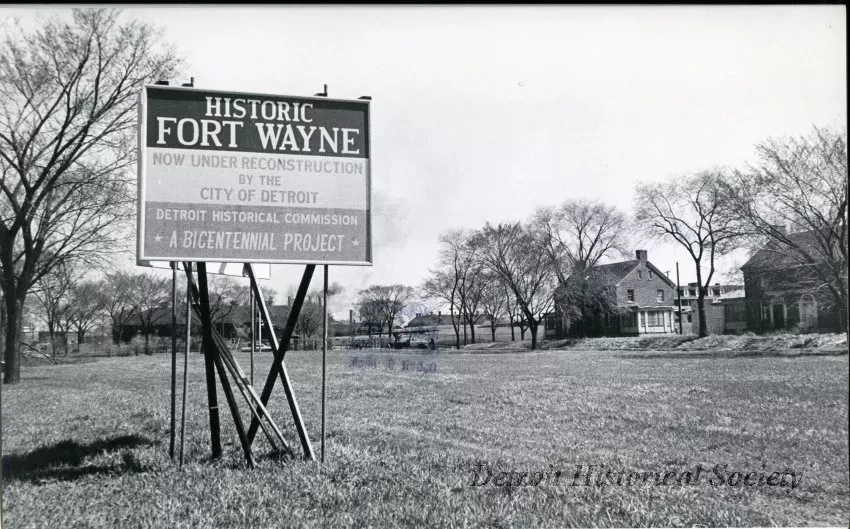 HISTORIC
FORT WAYNE
NOW UNDER RECONSTRUCTION
BY THE
CITY OF DETROIT
DETROIT HISTORICAL COMMISSION
★ A BICENTENNIAL PROJECT ★
Detroit Historical Society